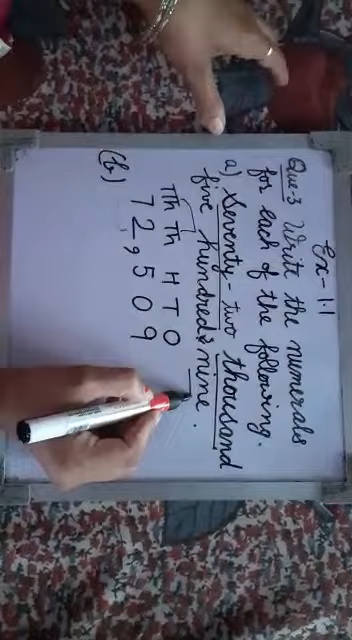 Ex-1.1
Que-3 Write the numerals
for each of the following.
a) Seventy-two thousand
five hundred & nine.
Tth Th H T O
7 2, 5 0 9
(b)